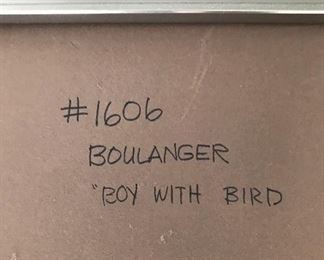 #1606
BOULANGER
"BOY WITH BIRD